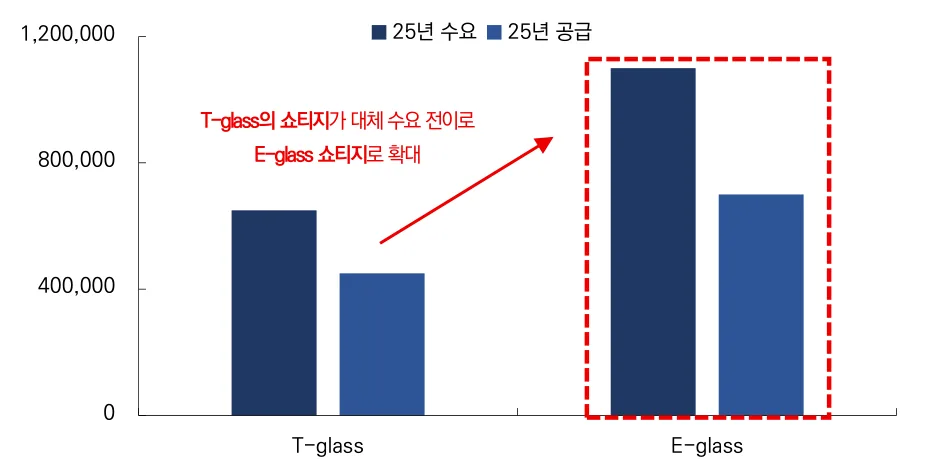 25년 수요 25년 공급
1,200,000
800,000
400,000
0
T-glass의 쇼티지가 대체 수요 전이로
E-glass 쇼티지로 확대
T-glass E-glass